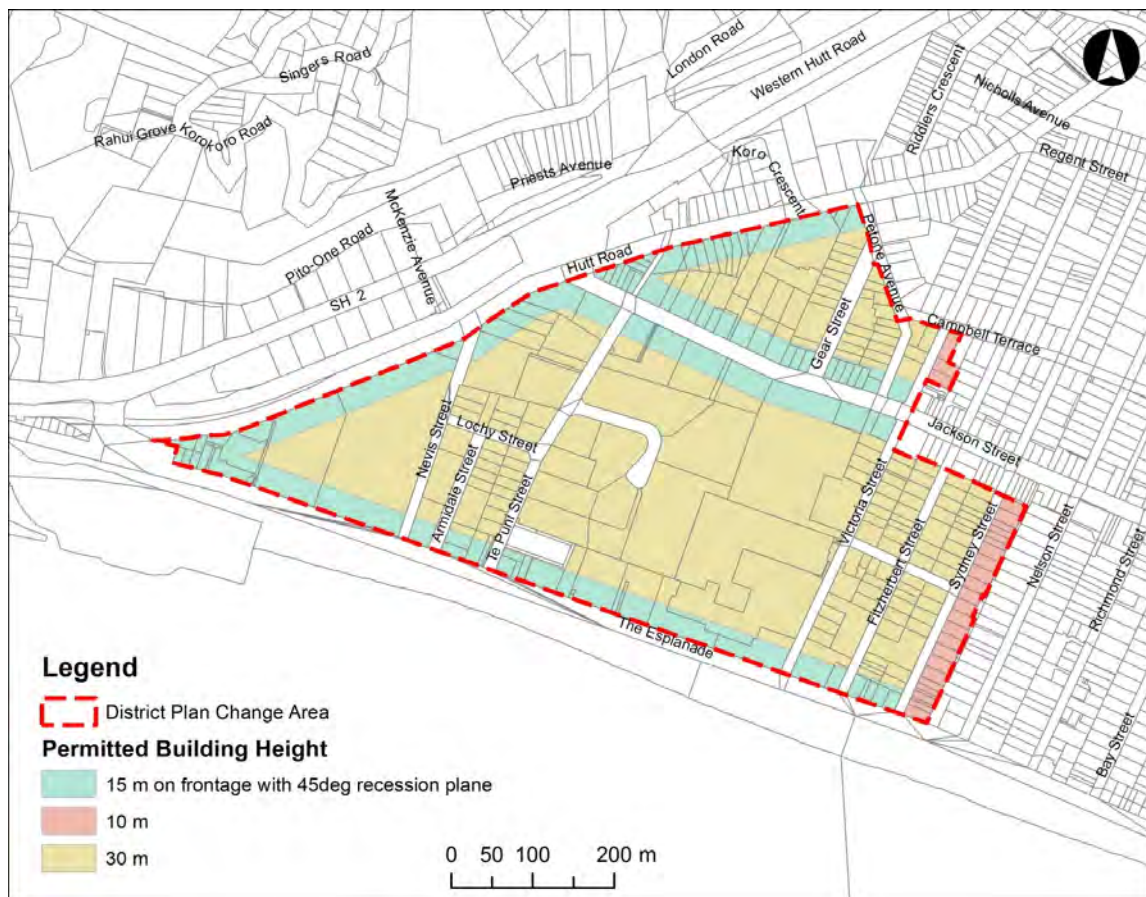 London Road
Singers Road
Western Hutt Road
Riddlers Crescent
Nicholls Avenue
Rahui Grove
Korokoro Road
Regent Street
Koro Crescent
Priests Avenue
McKenzie Avenue
Pito-One Road
SH 2
Hutt Road
Petone Avenue
Gear Street
Campbell Terrace
Jackson Street
Nevis Street
Lochy Street
Armidale Street
Te Puni Street
Victoria Street
Fitzherbert Street
Sydney Street
Nelson Street
Richmond Street
The Esplanade
Bay Street
Legend
District Plan Change Area
Permitted Building Height
15 m on frontage with 45deg recession plane
10 m
30 m
0 50 100 200 m